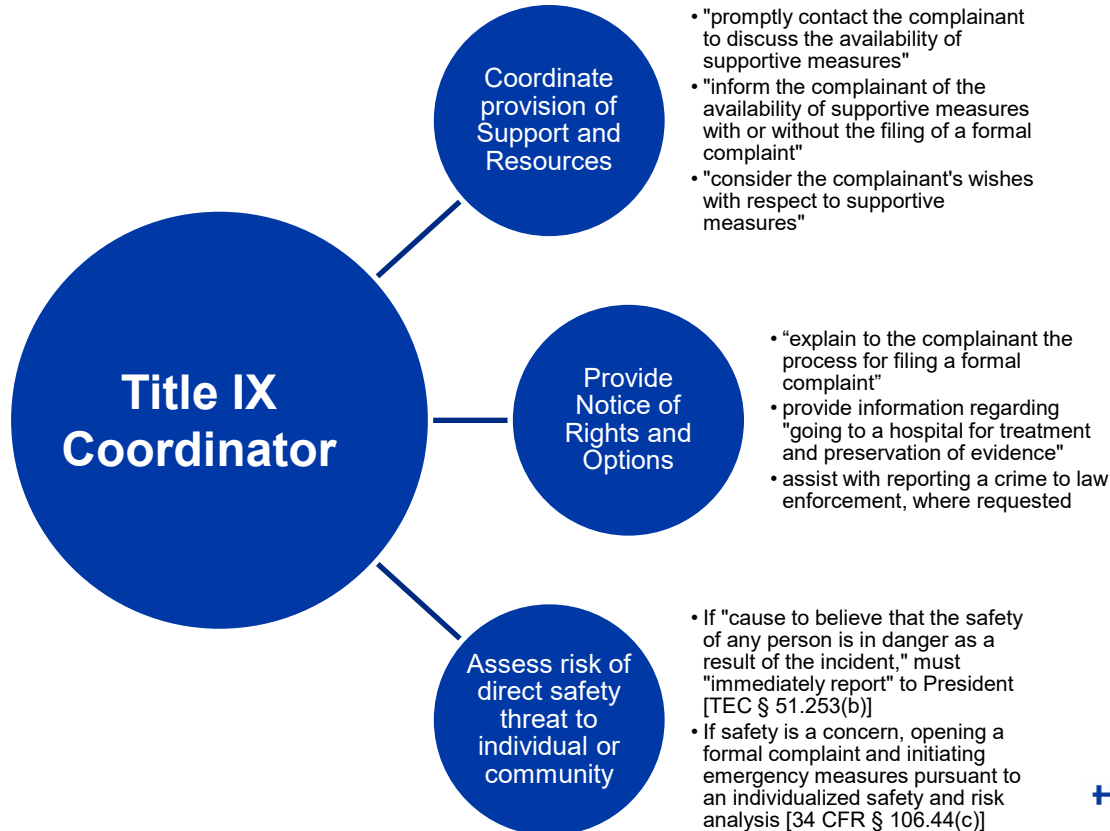 Title IX
Coordinator
Coordinate
provision of
Support and
Resources
• "promptly contact the complainant
to discuss the availability of
supportive measures"
• "inform the complainant of the
availability of supportive measures
with or without the filing of a formal
complaint"
• "consider the complainant's wishes
with respect to supportive
measures"
Provide
Notice of
Rights and
Options
• “explain to the complainant the
process for filing a formal
complaint”
• provide information regarding
"going to a hospital for treatment
and preservation of evidence"
• assist with reporting a crime to law
enforcement, where requested
Assess risk of
direct safety
threat to
individual or
community
• If "cause to believe that the safety
of any person is in danger as a
result of the incident," must
"immediately report" to President
[TEC § 51.253(b)]
• If safety is a concern, opening a
formal complaint and initiating
emergency measures pursuant to
an individualized safety and risk
analysis [34 CFR § 106.44(c)]